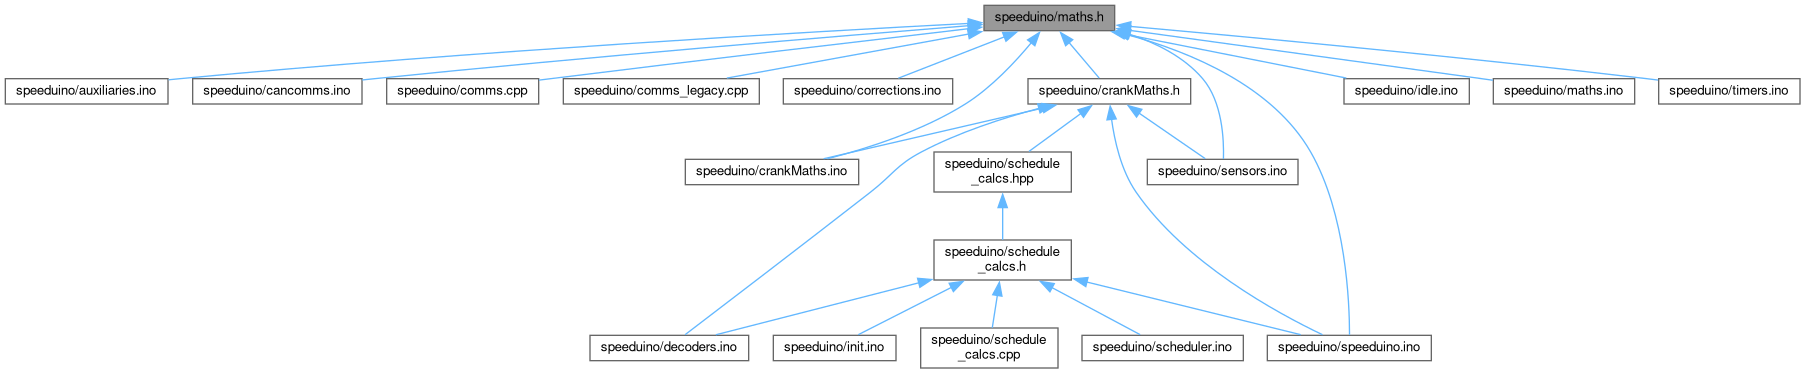 speeduino/maths.h
speeduino/auxiliaries.ino
speeduino/cancomms.ino
speeduino/comms.cpp
speeduino/comms_legacy.cpp
speeduino/corrections.ino
speeduino/crankMaths.h
speeduino/idle.ino
speeduino/maths.ino
speeduino/timers.ino
speeduino/crankMaths.ino
speeduino/schedule
_calcs.hpp
speeduino/sensors.ino
speeduino/schedule
_calcs.h
speeduino/decoders.ino
speeduino/init.ino
speeduino/schedule
_calcs.cpp
speeduino/scheduler.ino
speeduino/speeduino.ino